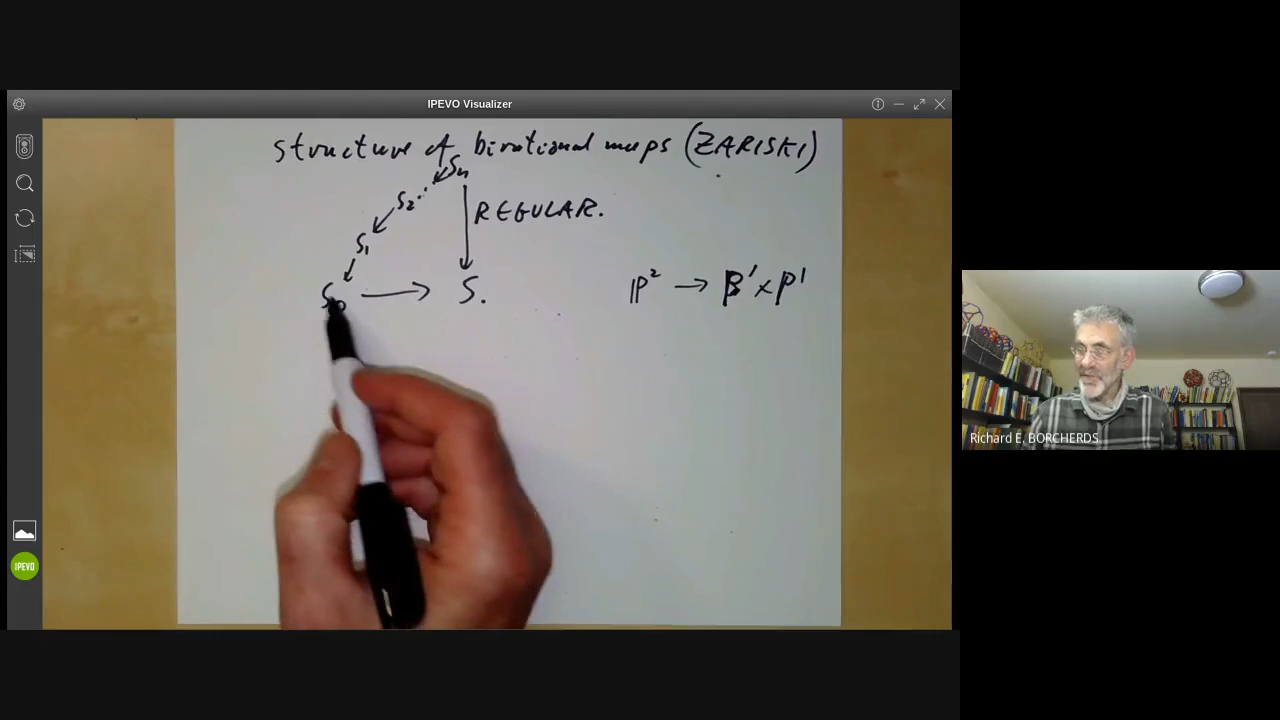 IPEVO Visualizer
structure of birational maps (ZARISKI)
Sn
S2
REGULAR.
S1
S0 → S.
P² → P¹×P¹
Richard E. BORCHERDS
IPEVO